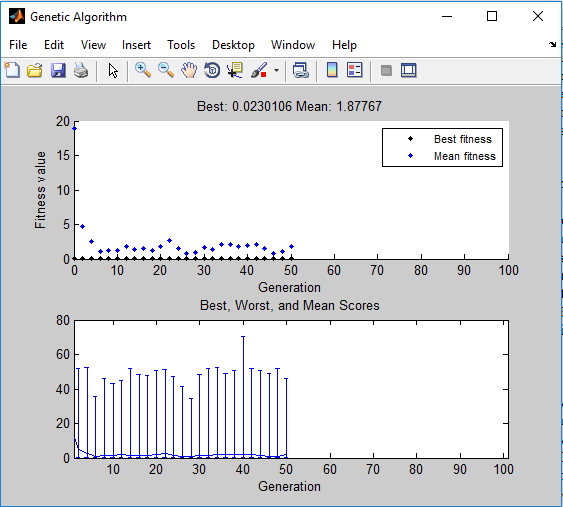 Genetic Algorithm
File Edit View Insert Tools Desktop Window Help
Best: 0.0230106 Mean: 1.87767
20
15
10
5
0
Fitness value
Best fitness
Mean fitness
0 10 20 30 40 50 60 70 80 90 100
Generation
Best, Worst, and Mean Scores
80
60
40
20
0
10 20 30 40 50 60 70 80 90 100
Generation